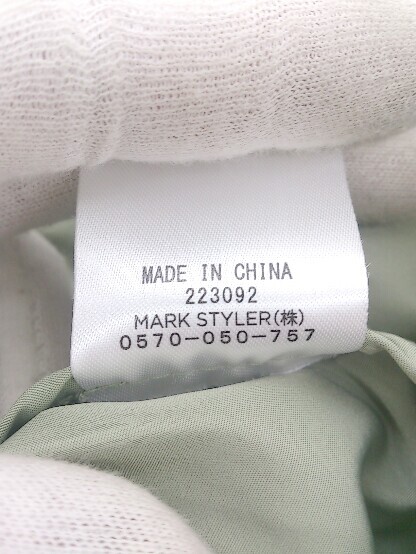 MADE IN CHINA
223092
MARK STYLER(株)
0570-050-757